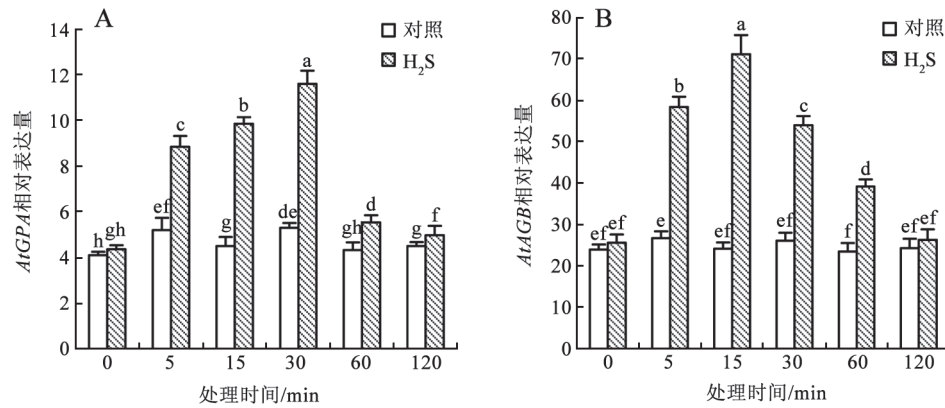 A
对照
H₂S
AtGPA相对表达量
14
12
10
8
6
4
2
0
h gh ef c g b de a gh d g f
0 5 15 30 60 120
处理时间/min
B
对照
H₂S
AtAGB相对表达量
80
70
60
50
40
30
20
10
0
ef ef e b ef a ef c f d ef ef
0 5 15 30 60 120
处理时间/min